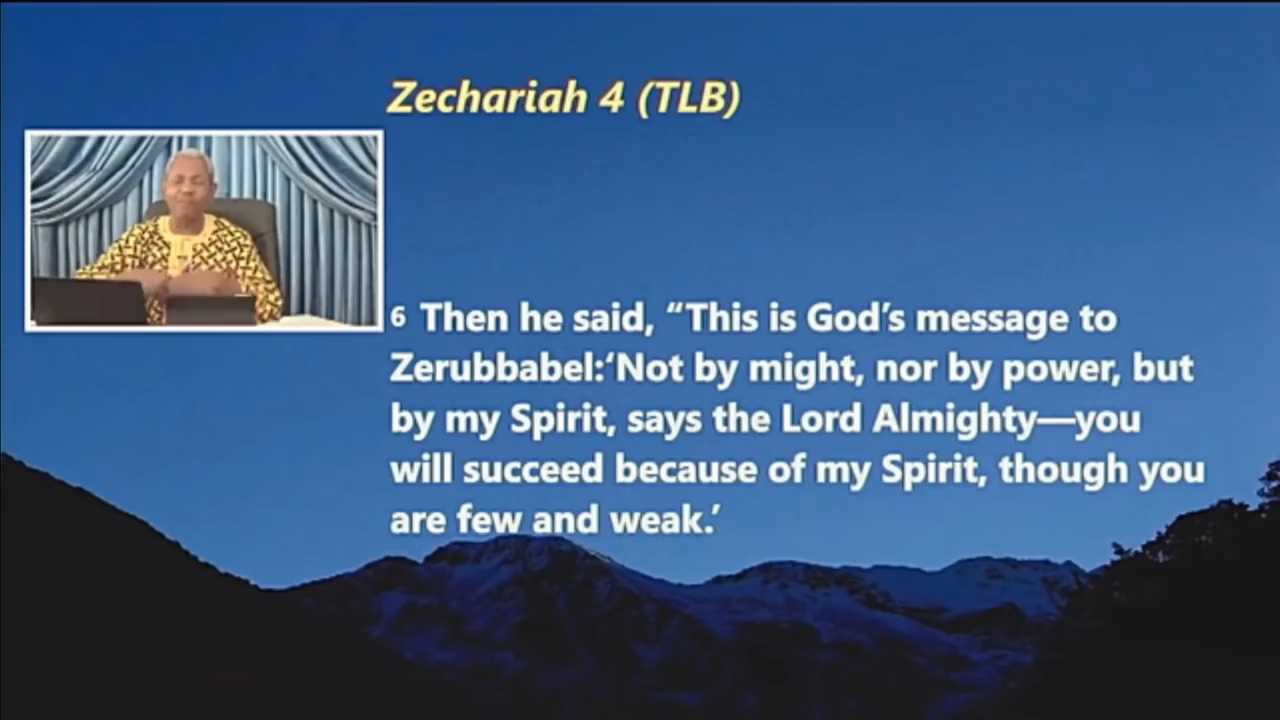 Zechariah 4 (TLB)
6 Then he said, “This is God’s message to
Zerubbabel:‘Not by might, nor by power, but
by my Spirit, says the Lord Almighty—you
will succeed because of my Spirit, though you
are few and weak.’